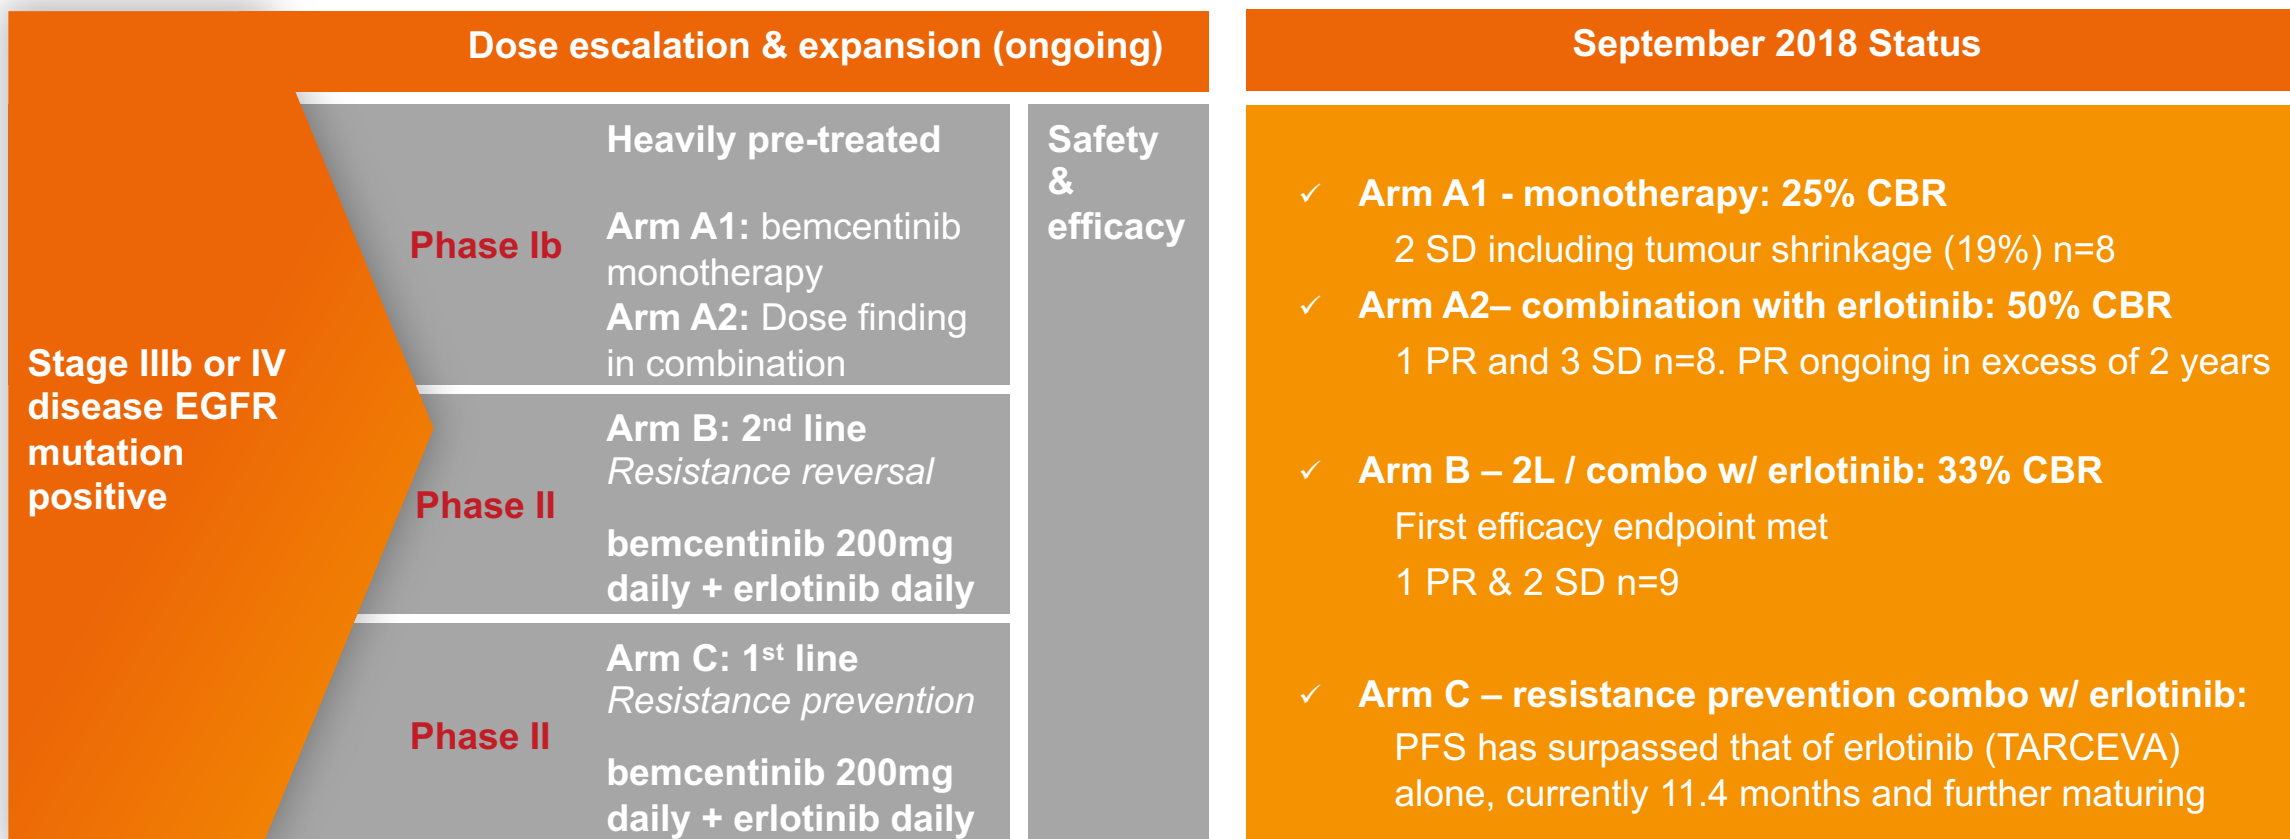 Dose escalation & expansion (ongoing)
September 2018 Status
Stage IIIb or IV
disease EGFR
mutation
positive
Phase Ib
Heavily pre-treated
Arm A1: bemcentinib
monotherapy
Arm A2: Dose finding
in combination
Phase II
Arm B: 2nd line
Resistance reversal
bemcentinib 200mg
daily + erlotinib daily
Phase II
Arm C: 1st line
Resistance prevention
bemcentinib 200mg
daily + erlotinib daily
Safety
&
efficacy
✓ Arm A1 - monotherapy: 25% CBR
2 SD including tumour shrinkage (19%) n=8
✓ Arm A2– combination with erlotinib: 50% CBR
1 PR and 3 SD n=8. PR ongoing in excess of 2 years
✓ Arm B – 2L / combo w/ erlotinib: 33% CBR
First efficacy endpoint met
1 PR & 2 SD n=9
✓ Arm C – resistance prevention combo w/ erlotinib:
PFS has surpassed that of erlotinib (TARCEVA)
alone, currently 11.4 months and further maturing